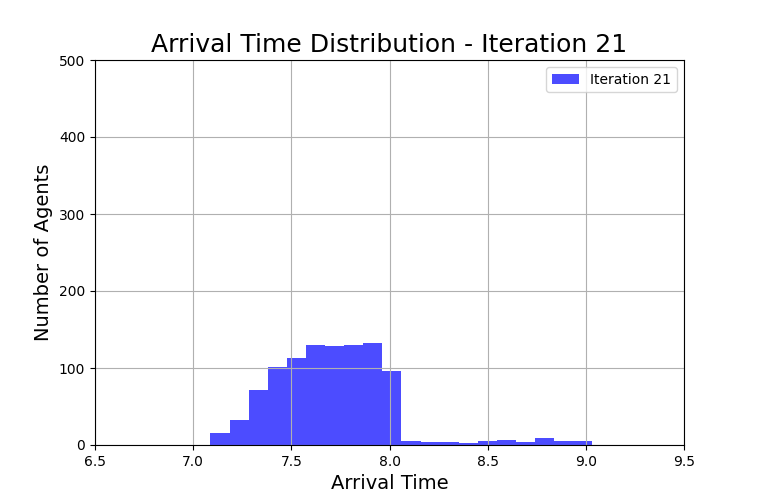 Arrival Time Distribution - Iteration 21
Iteration 21
Number of Agents
500
400
300
200
100
0
6.5 7.0 7.5 8.0 8.5 9.0 9.5
Arrival Time